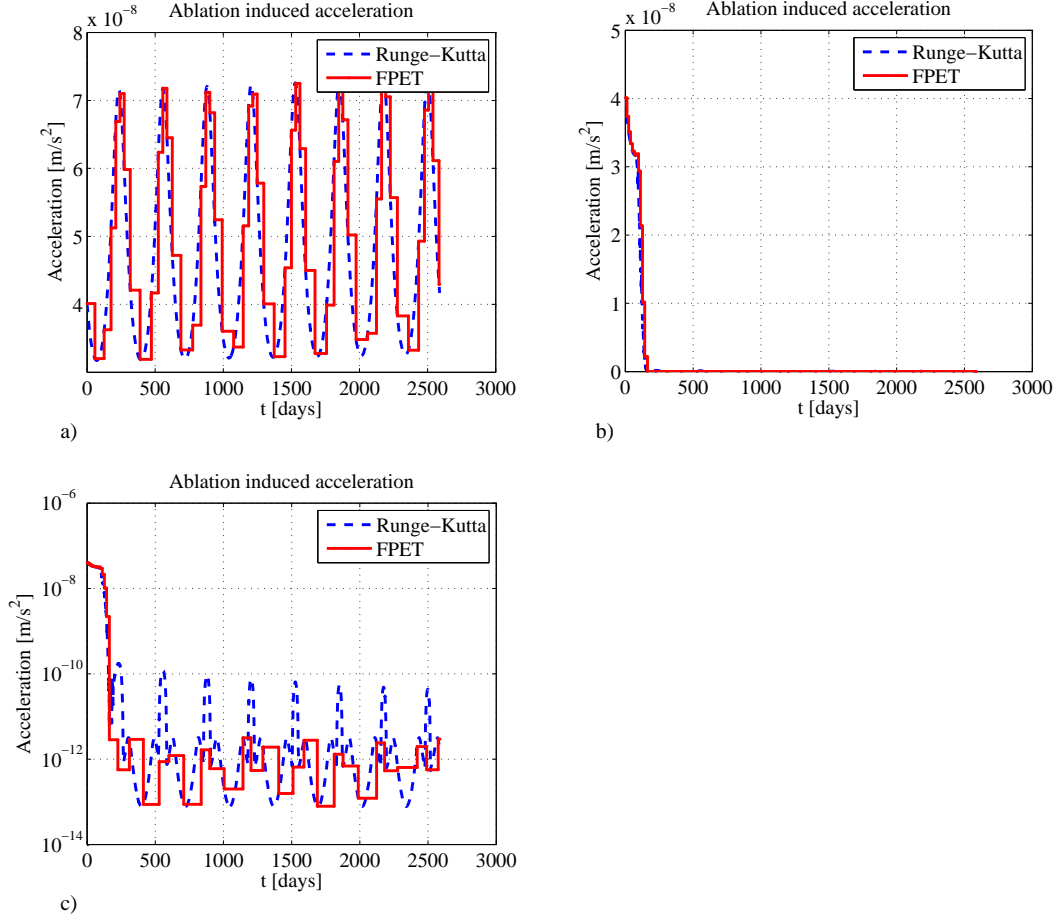 Ablation induced acceleration
x 10−8
8
7
6
5
4
Acceleration [m/s2]
Runge−Kutta
FPET
0 500 1000 1500 2000 2500 3000
t [days]
a)
Ablation induced acceleration
x 10−8
5
4
3
2
1
0
Acceleration [m/s2]
Runge−Kutta
FPET
0 500 1000 1500 2000 2500 3000
t [days]
b)
Ablation induced acceleration
10−6
10−8
10−10
10−12
10−14
Acceleration [m/s2]
Runge−Kutta
FPET
0 500 1000 1500 2000 2500 3000
t [days]
c)